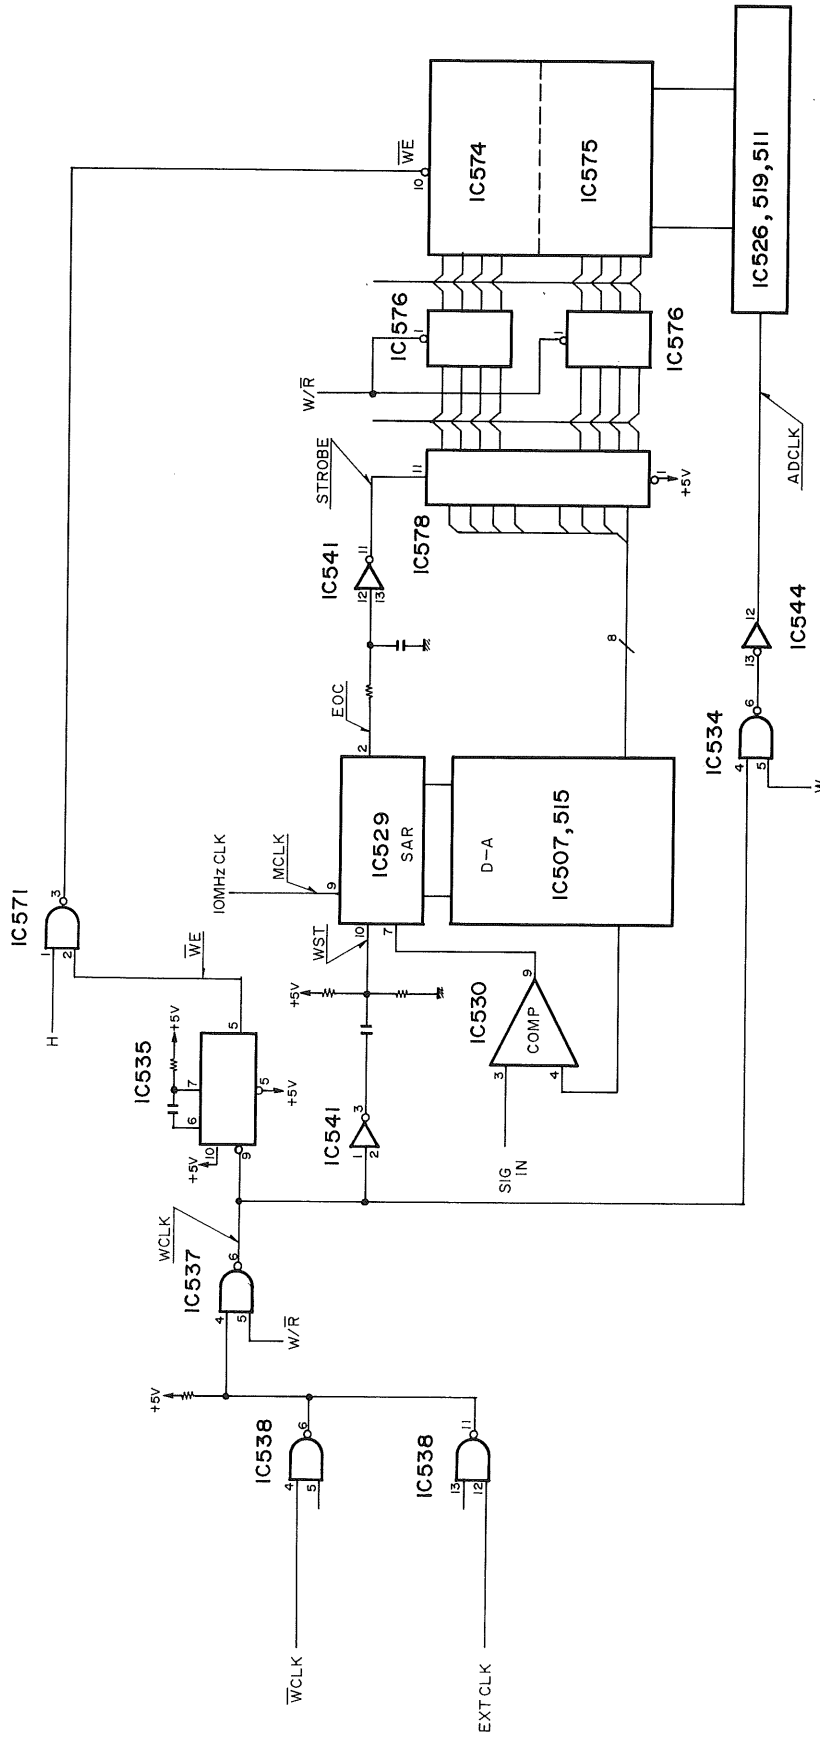 W̅CLK
EXT CLK
IC538
4
5
6
IC538
13
12
11
+5V
IC537
4
5
6
W/R̅
WCLK
IC535
+5V
+5V
+5V
10
9
6
7
5
5
W̅E̅
H
IC571
1
2
3
IC541
1
2
3
+5V
WST
SIG
IN
IC530
COMP
3
4
9
10MHz CLK
MCLK
IC529
SAR
10
7
9
2
D-A
IC507,515
EOC
IC541
12
13
11
STROBE
8
IC578
11
1
+5V
W/R̅
IC576
1
IC576
1
W̅E̅
10
IC574
IC575
IC534
4
5
6
W
IC544
13
12
ADCLK
IC526, 519, 511